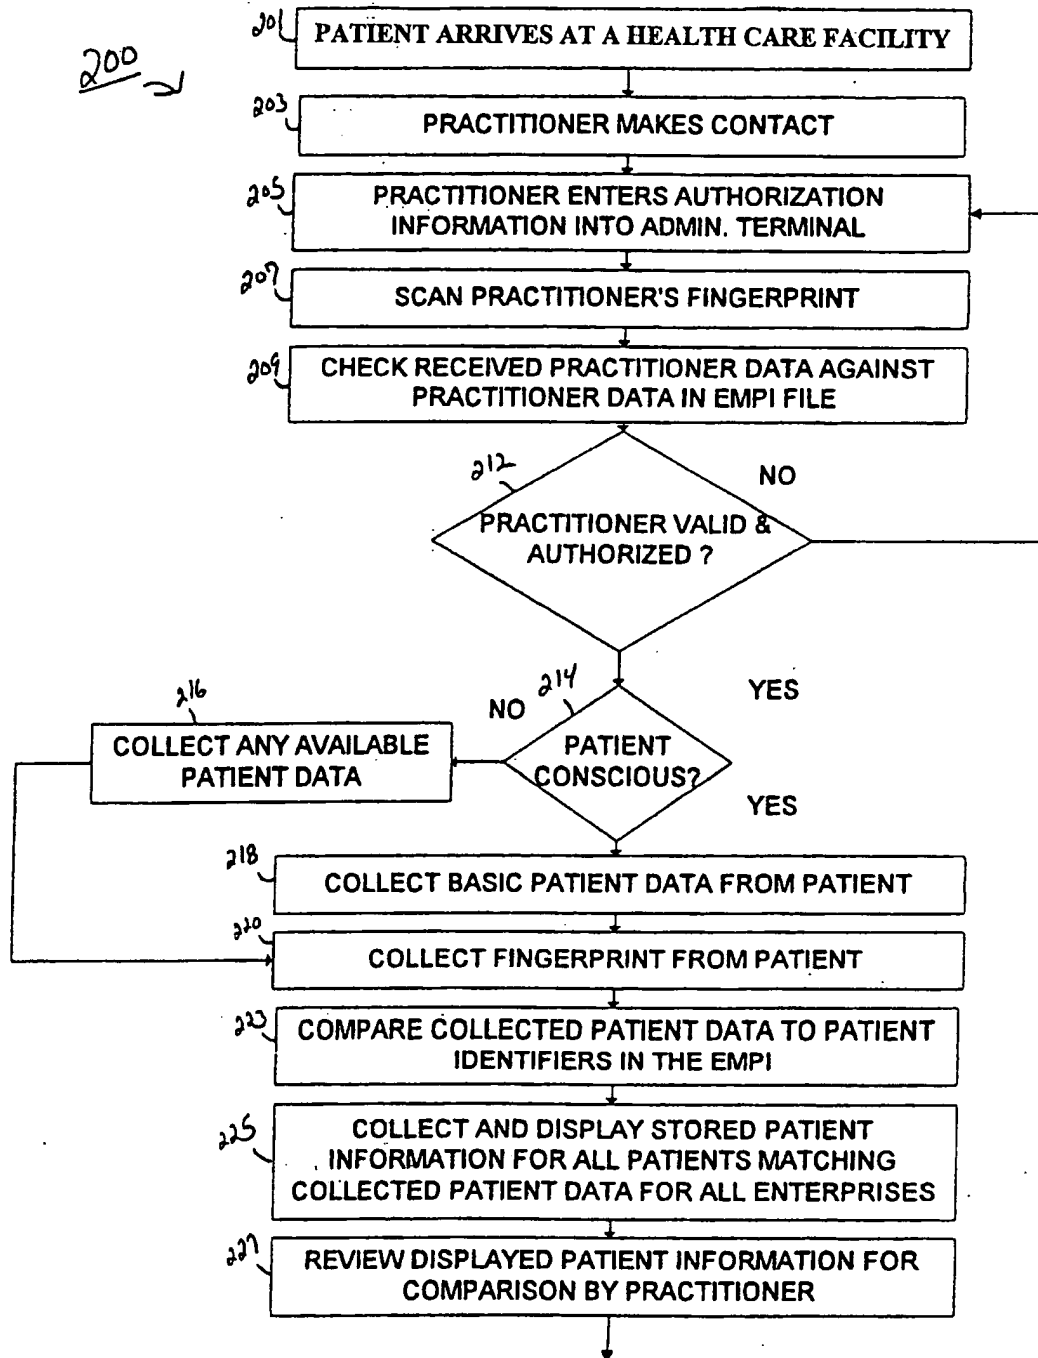 200
201
PATIENT ARRIVES AT A HEALTH CARE FACILITY
203
PRACTITIONER MAKES CONTACT
205
PRACTITIONER ENTERS AUTHORIZATION
INFORMATION INTO ADMIN. TERMINAL
207
SCAN PRACTITIONER'S FINGERPRINT
209
CHECK RECEIVED PRACTITIONER DATA AGAINST
PRACTITIONER DATA IN EMPI FILE
212
NO
PRACTITIONER VALID &
AUTHORIZED ?
214
YES
216
NO
COLLECT ANY AVAILABLE
PATIENT DATA
PATIENT
CONSCIOUS?
YES
218
COLLECT BASIC PATIENT DATA FROM PATIENT
220
COLLECT FINGERPRINT FROM PATIENT
223
COMPARE COLLECTED PATIENT DATA TO PATIENT
IDENTIFIERS IN THE EMPI
225
COLLECT AND DISPLAY STORED PATIENT
INFORMATION FOR ALL PATIENTS MATCHING
COLLECTED PATIENT DATA FOR ALL ENTERPRISES
227
REVIEW DISPLAYED PATIENT INFORMATION FOR
COMPARISON BY PRACTITIONER